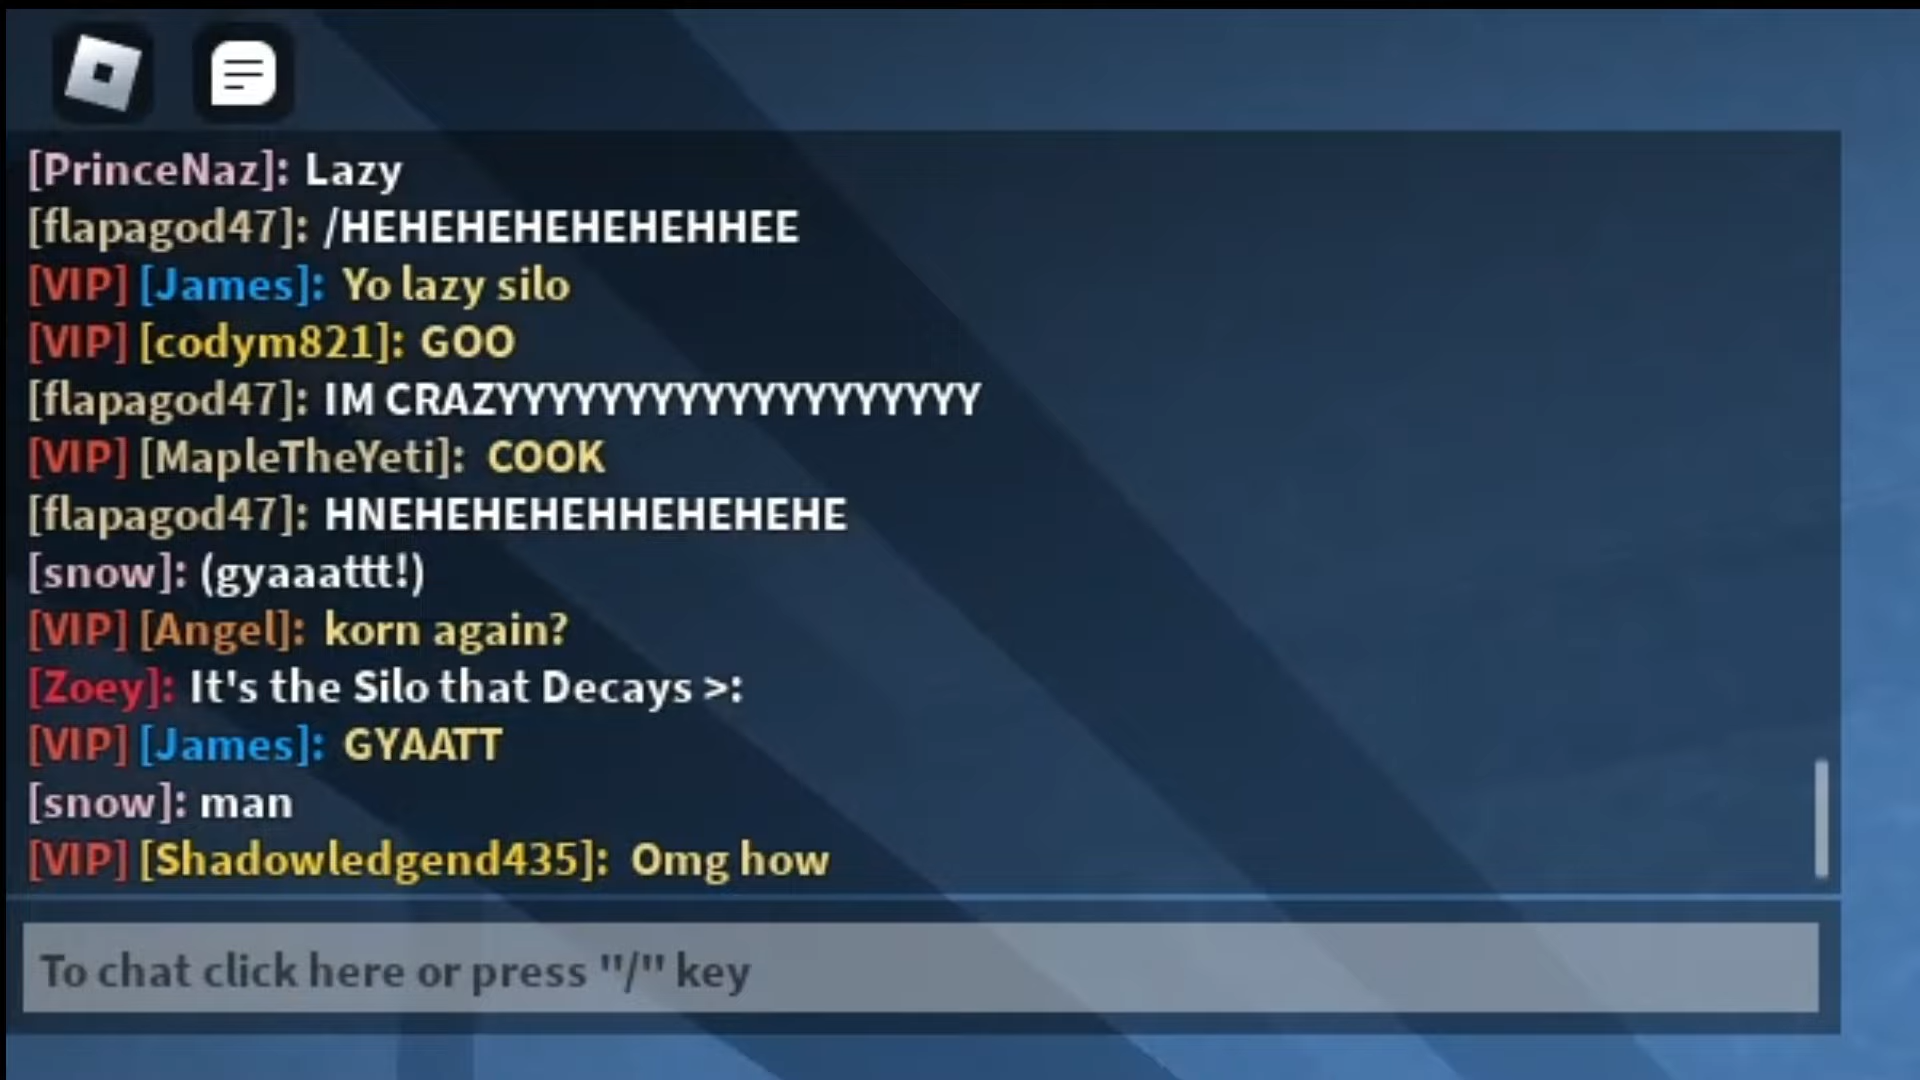 [PrinceNaz]: Lazy
[flapagod47]: /HEHEHEHEHEHEHHEE
[VIP] [James]: Yo lazy silo
[VIP] [codym821]: GOO
[flapagod47]: IM CRAZYYYYYYYYYYYYYYYYYYY
[VIP] [MapleTheYeti]: COOK
[flapagod47]: HNEHEHEHEHHEHEHEHE
[snow]: (gyaaattt!)
[VIP] [Angel]: korn again?
[Zoey]: It's the Silo that Decays >:
[VIP] [James]: GYAATT
[snow]: man
[VIP] [Shadowledgend435]: Omg how
To chat click here or press "/" key